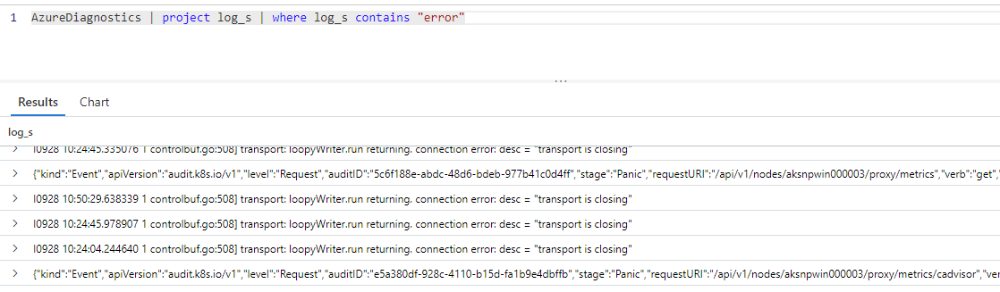 1 AzureDiagnostics | project log_s | where log_s contains "error"
...
Results Chart
log_s
> I0928 10:24:45.335076 1 controlbuf.go:508] transport: loopyWriter.run returning. connection error: desc = "transport is closing"
> {"kind":"Event","apiVersion":"audit.k8s.io/v1","level":"Request","auditID":"5c6f188e-abdc-48d6-bdeb-977b41c0d4ff","stage":"Panic","requestURI":"/api/v1/nodes/aksnpwin000003/proxy/metrics","verb":"get",
> I0928 10:50:29.638339 1 controlbuf.go:508] transport: loopyWriter.run returning. connection error: desc = "transport is closing"
> I0928 10:24:45.978907 1 controlbuf.go:508] transport: loopyWriter.run returning. connection error: desc = "transport is closing"
> I0928 10:24:04.244640 1 controlbuf.go:508] transport: loopyWriter.run returning. connection error: desc = "transport is closing"
> {"kind":"Event","apiVersion":"audit.k8s.io/v1","level":"Request","auditID":"e5a380df-928c-4110-b15d-fa1b9e4dbffb","stage":"Panic","requestURI":"/api/v1/nodes/aksnpwin000003/proxy/metrics/cadvisor","ver